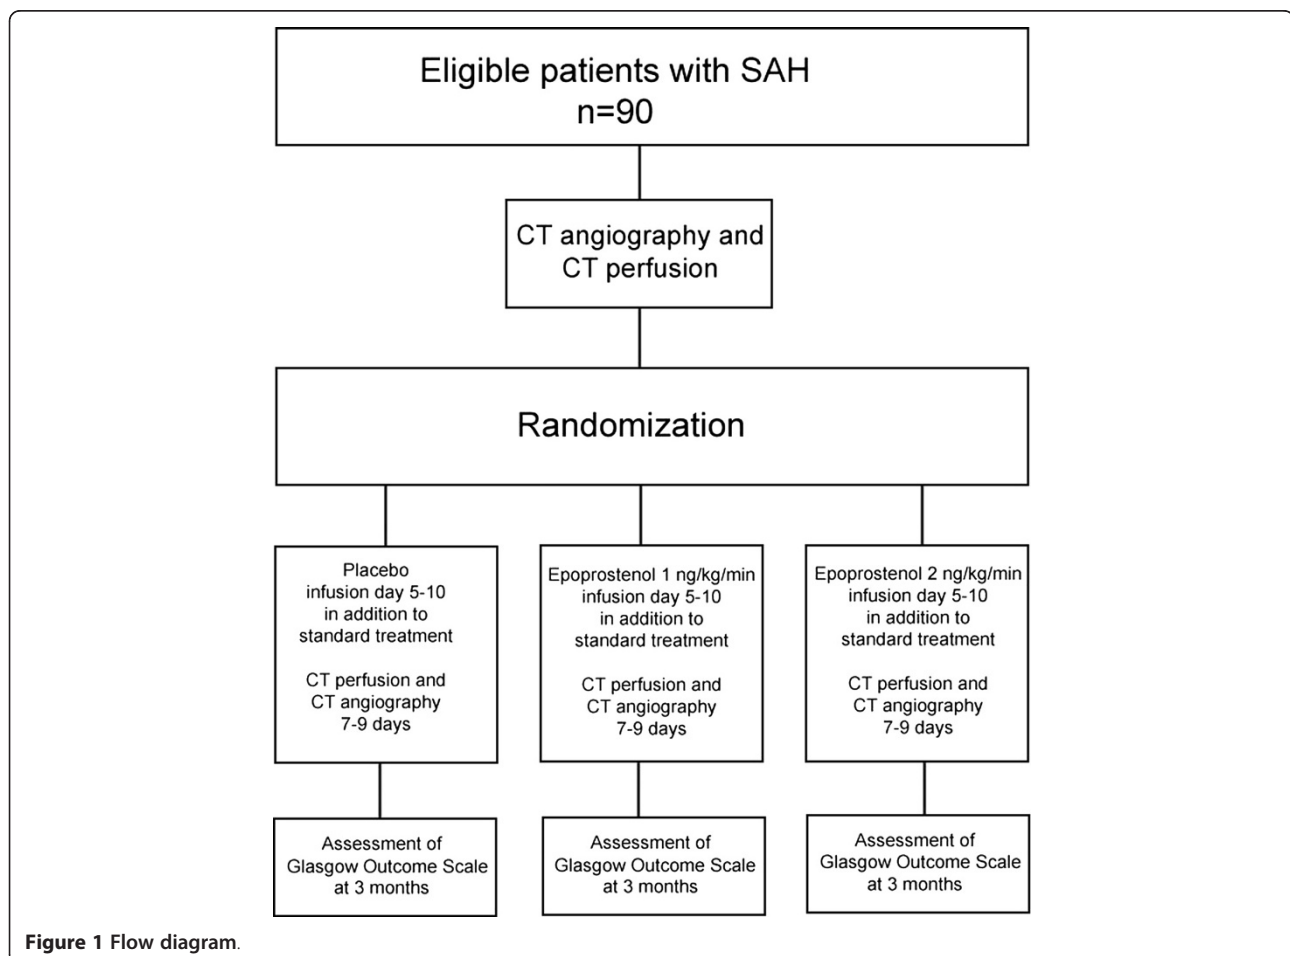 Eligible patients with SAH
n=90
CT angiography and
CT perfusion
Randomization
Placebo
infusion day 5-10
in addition to
standard treatment
CT perfusion and
CT angiography
7-9 days
Epoprostenol 1 ng/kg/min
infusion day 5-10
in addition to
standard treatment
CT perfusion and
CT angiography
7-9 days
Epoprostenol 2 ng/kg/min
infusion day 5-10
in addition to
standard treatment
CT perfusion and
CT angiography
7-9 days
Assessment of
Glasgow Outcome Scale
at 3 months
Assessment of
Glasgow Outcome Scale
at 3 months
Assessment of
Glasgow Outcome Scale
at 3 months
Figure 1 Flow diagram.